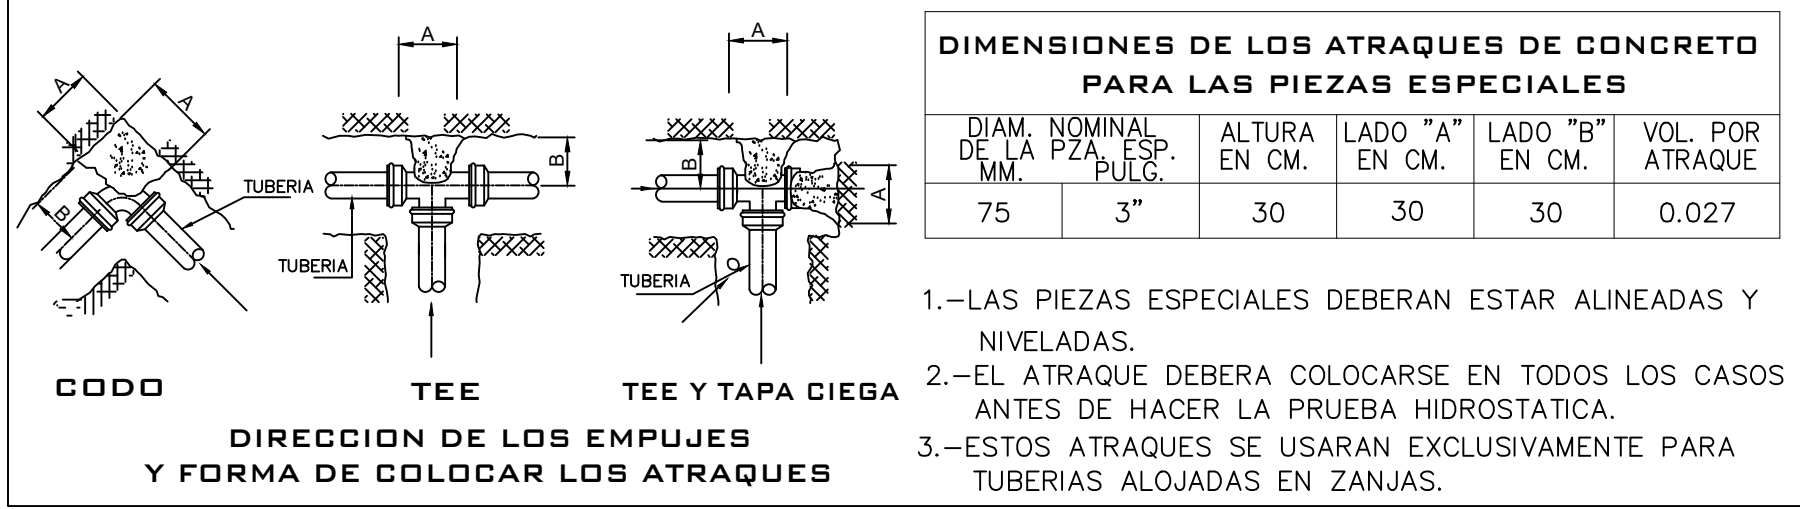 A
A
B
TUBERIA
CODO
A
B
TUBERIA
TEE
A
B
A
TUBERIA
TEE Y TAPA CIEGA
DIRECCION DE LOS EMPUJES
Y FORMA DE COLOCAR LOS ATRAQUES
DIMENSIONES DE LOS ATRAQUES DE CONCRETO
PARA LAS PIEZAS ESPECIALES
DIAM. NOMINAL
DE LA PZA. ESP.
MM. PULG.
ALTURA
EN CM.
LADO "A"
EN CM.
LADO "B"
EN CM.
VOL. POR
ATRAQUE
75 3" 30 30 30 0.027
1.-LAS PIEZAS ESPECIALES DEBERAN ESTAR ALINEADAS Y
NIVELADAS.
2.-EL ATRAQUE DEBERA COLOCARSE EN TODOS LOS CASOS
ANTES DE HACER LA PRUEBA HIDROSTATICA.
3.-ESTOS ATRAQUES SE USARAN EXCLUSIVAMENTE PARA
TUBERIAS ALOJADAS EN ZANJAS.